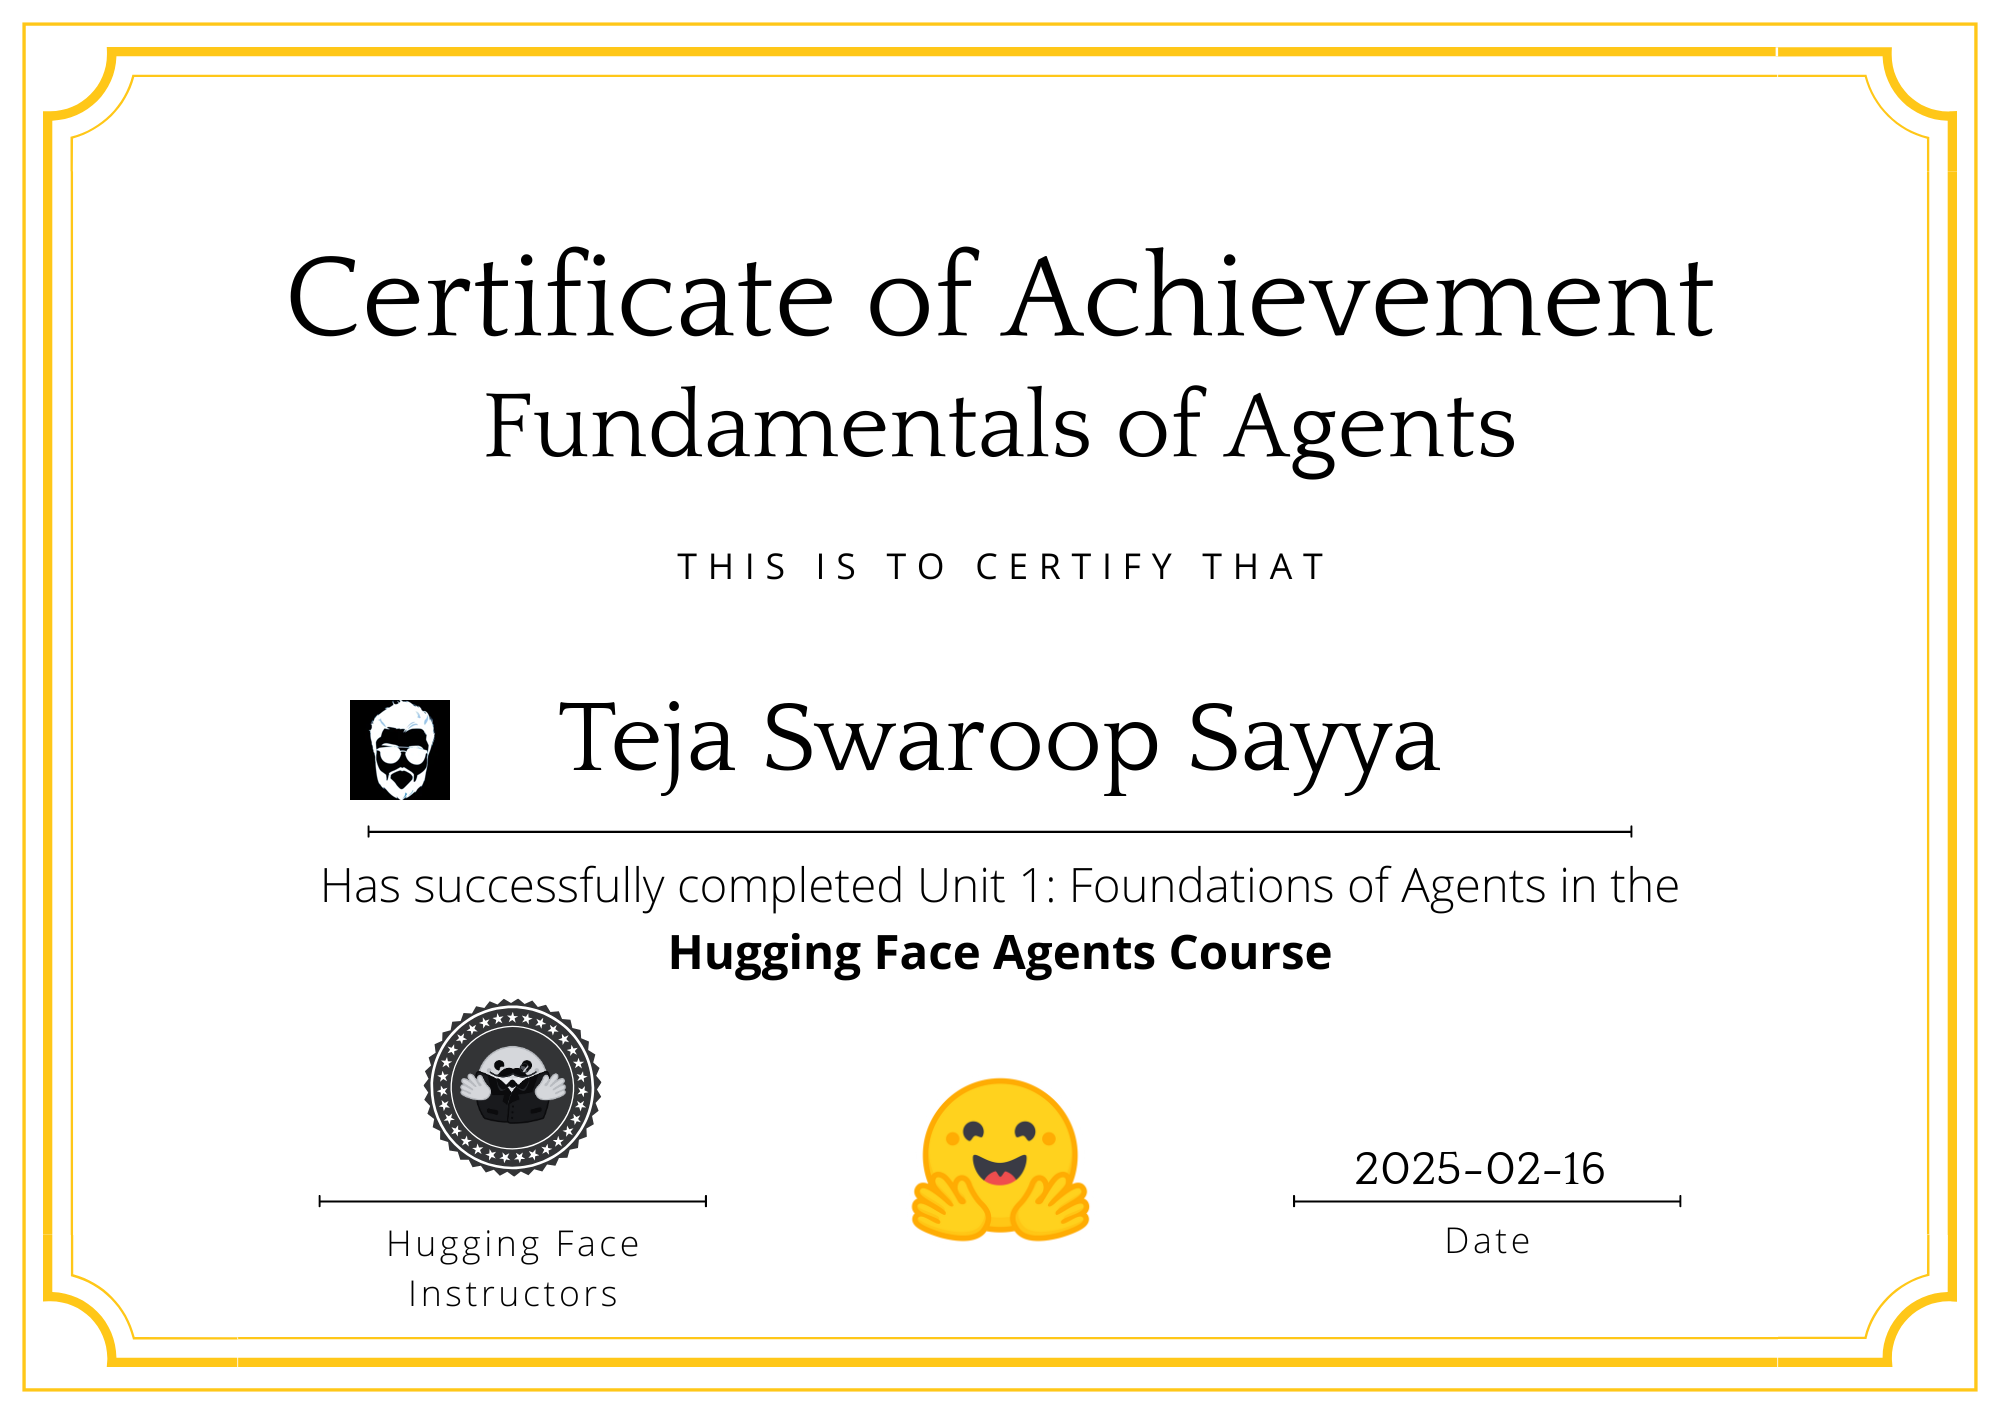 Certificate of Achievement
Fundamentals of Agents
THIS IS TO CERTIFY THAT
Teja Swaroop Sayya
Has successfully completed Unit 1: Foundations of Agents in the
Hugging Face Agents Course
2025-02-16
Hugging Face
Instructors
Date